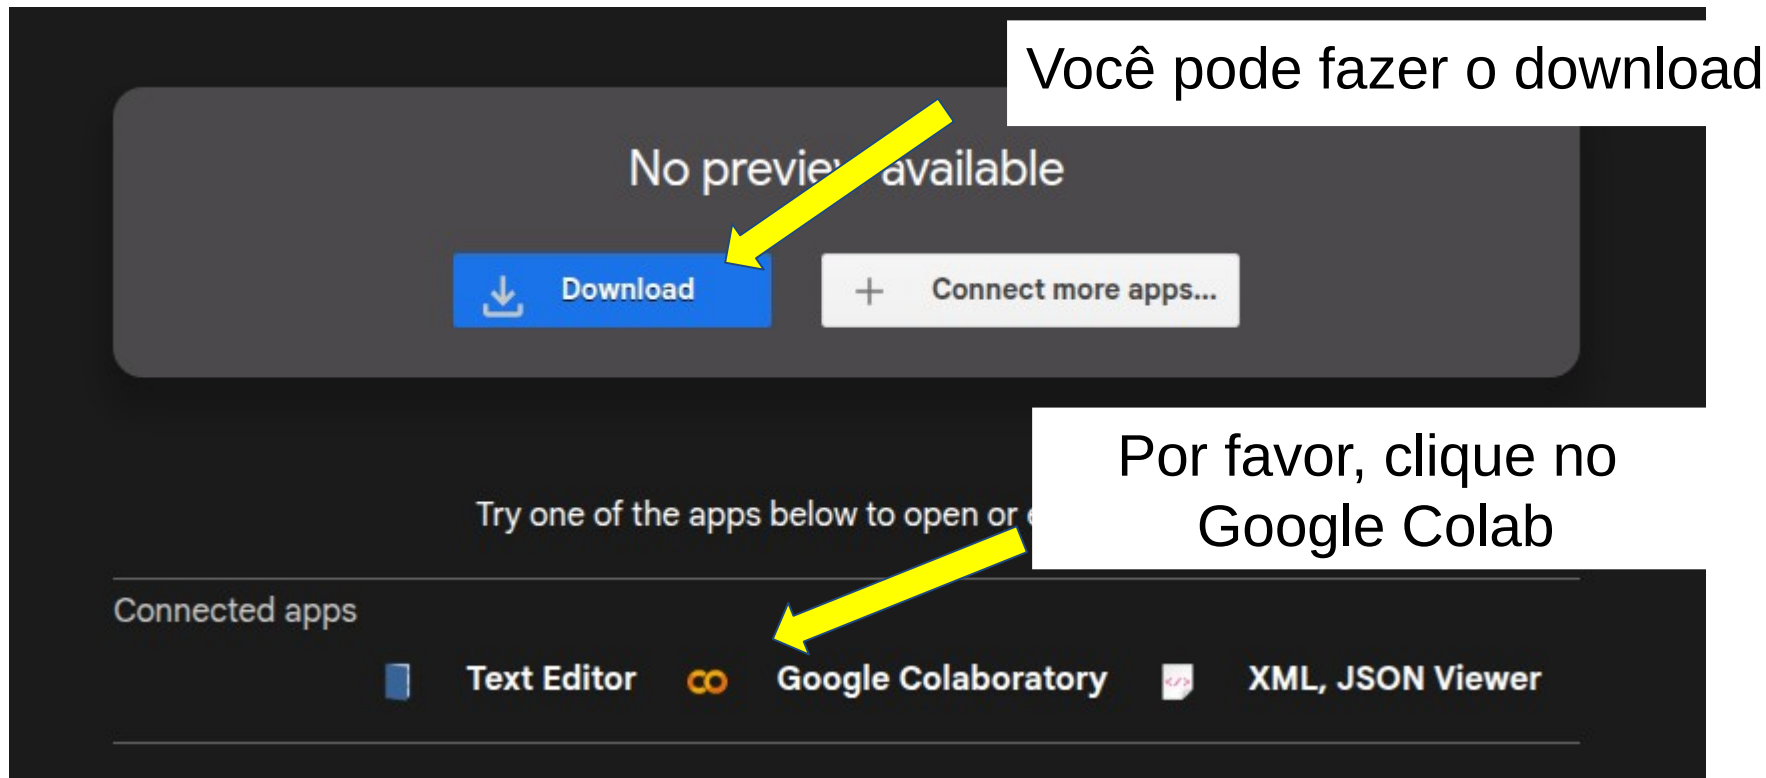 Você pode fazer o download
No preview available
Download
Connect more apps...
Por favor, clique no
Google Colab
Try one of the apps below to open or
Connected apps
Text Editor
Google Colaboratory
XML, JSON Viewer